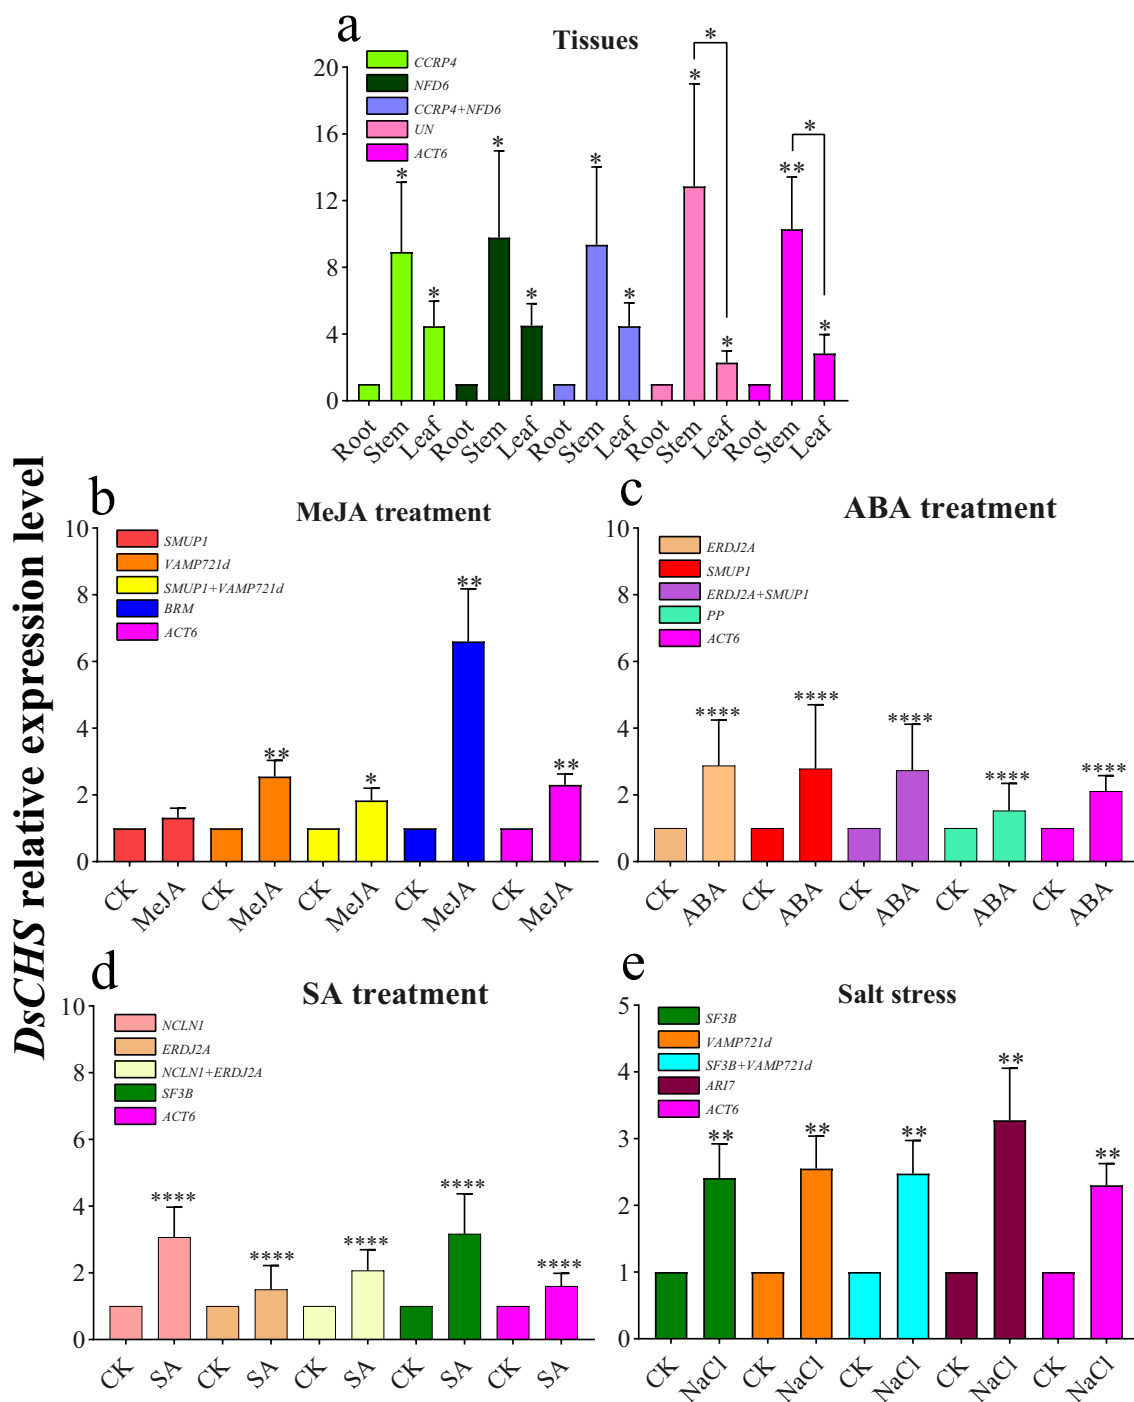 DsCHS relative expression level
a
Tissues
CCRP4
NFD6
CCRP4+NFD6
UN
ACT6
20
16
12
8
4
0
* * * * * * * * * ** * *
Root Stem Leaf Root Stem Leaf Root Stem Leaf Root Stem Leaf Root Stem Leaf
b
MeJA treatment
SMUP1
VAMP721d
SMUP1+VAMP721d
BRM
ACT6
10
8
6
4
2
0
** * ** **
CK MeJA CK MeJA CK MeJA CK MeJA CK MeJA
c
ABA treatment
ERDJ2A
SMUP1
ERDJ2A+SMUP1
PP
ACT6
10
8
6
4
2
0
**** **** **** **** ****
CK ABA CK ABA CK ABA CK ABA CK ABA
d
SA treatment
NCLN1
ERDJ2A
NCLN1+ERDJ2A
SF3B
ACT6
10
8
6
4
2
0
**** **** **** **** ****
CK SA CK SA CK SA CK SA CK SA
e
Salt stress
SF3B
VAMP721d
SF3B+VAMP721d
ARI7
ACT6
5
4
3
2
1
0
** ** ** ** **
CK NaCl CK NaCl CK NaCl CK NaCl CK NaCl